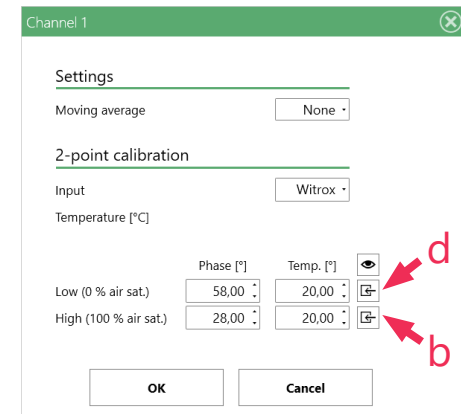 Channel 1
Settings
Moving average None
2-point calibration
Input Witrox
Temperature [°C]
Phase [°] Temp. [°]
d
Low (0 % air sat.) 58,00 20,00
High (100 % air sat.) 28,00 20,00
b
OK Cancel